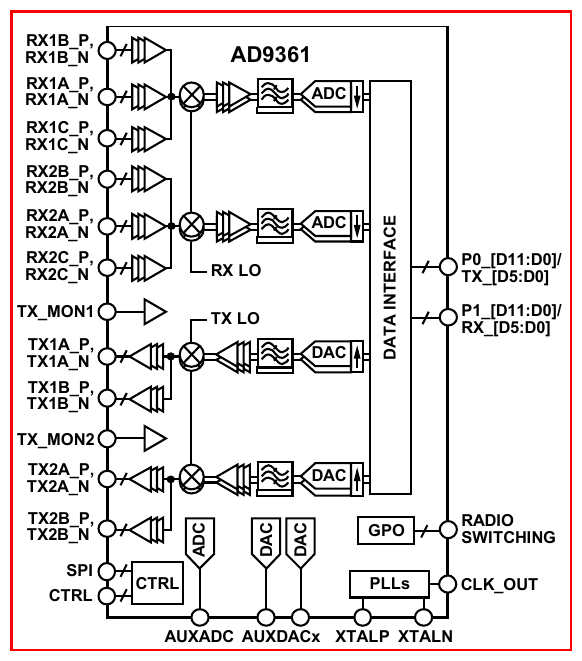 AD9361
RX1B_P,
RX1B_N
RX1A_P,
RX1A_N
ADC
RX1C_P,
RX1C_N
RX2B_P,
RX2B_N
RX2A_P,
RX2A_N
ADC
RX2C_P,
RX2C_N
RX LO
DATA INTERFACE
P0_[D11:D0]/
TX_[D5:D0]
P1_[D11:D0]/
RX_[D5:D0]
TX_MON1
TX LO
TX1A_P,
TX1A_N
DAC
TX1B_P,
TX1B_N
TX_MON2
TX2A_P,
TX2A_N
DAC
TX2B_P,
TX2B_N
ADC
DAC
DAC
GPO
RADIO
SWITCHING
SPI
CTRL
CTRL
PLLs
CLK_OUT
AUXADC
AUXDACx
XTALP
XTALN